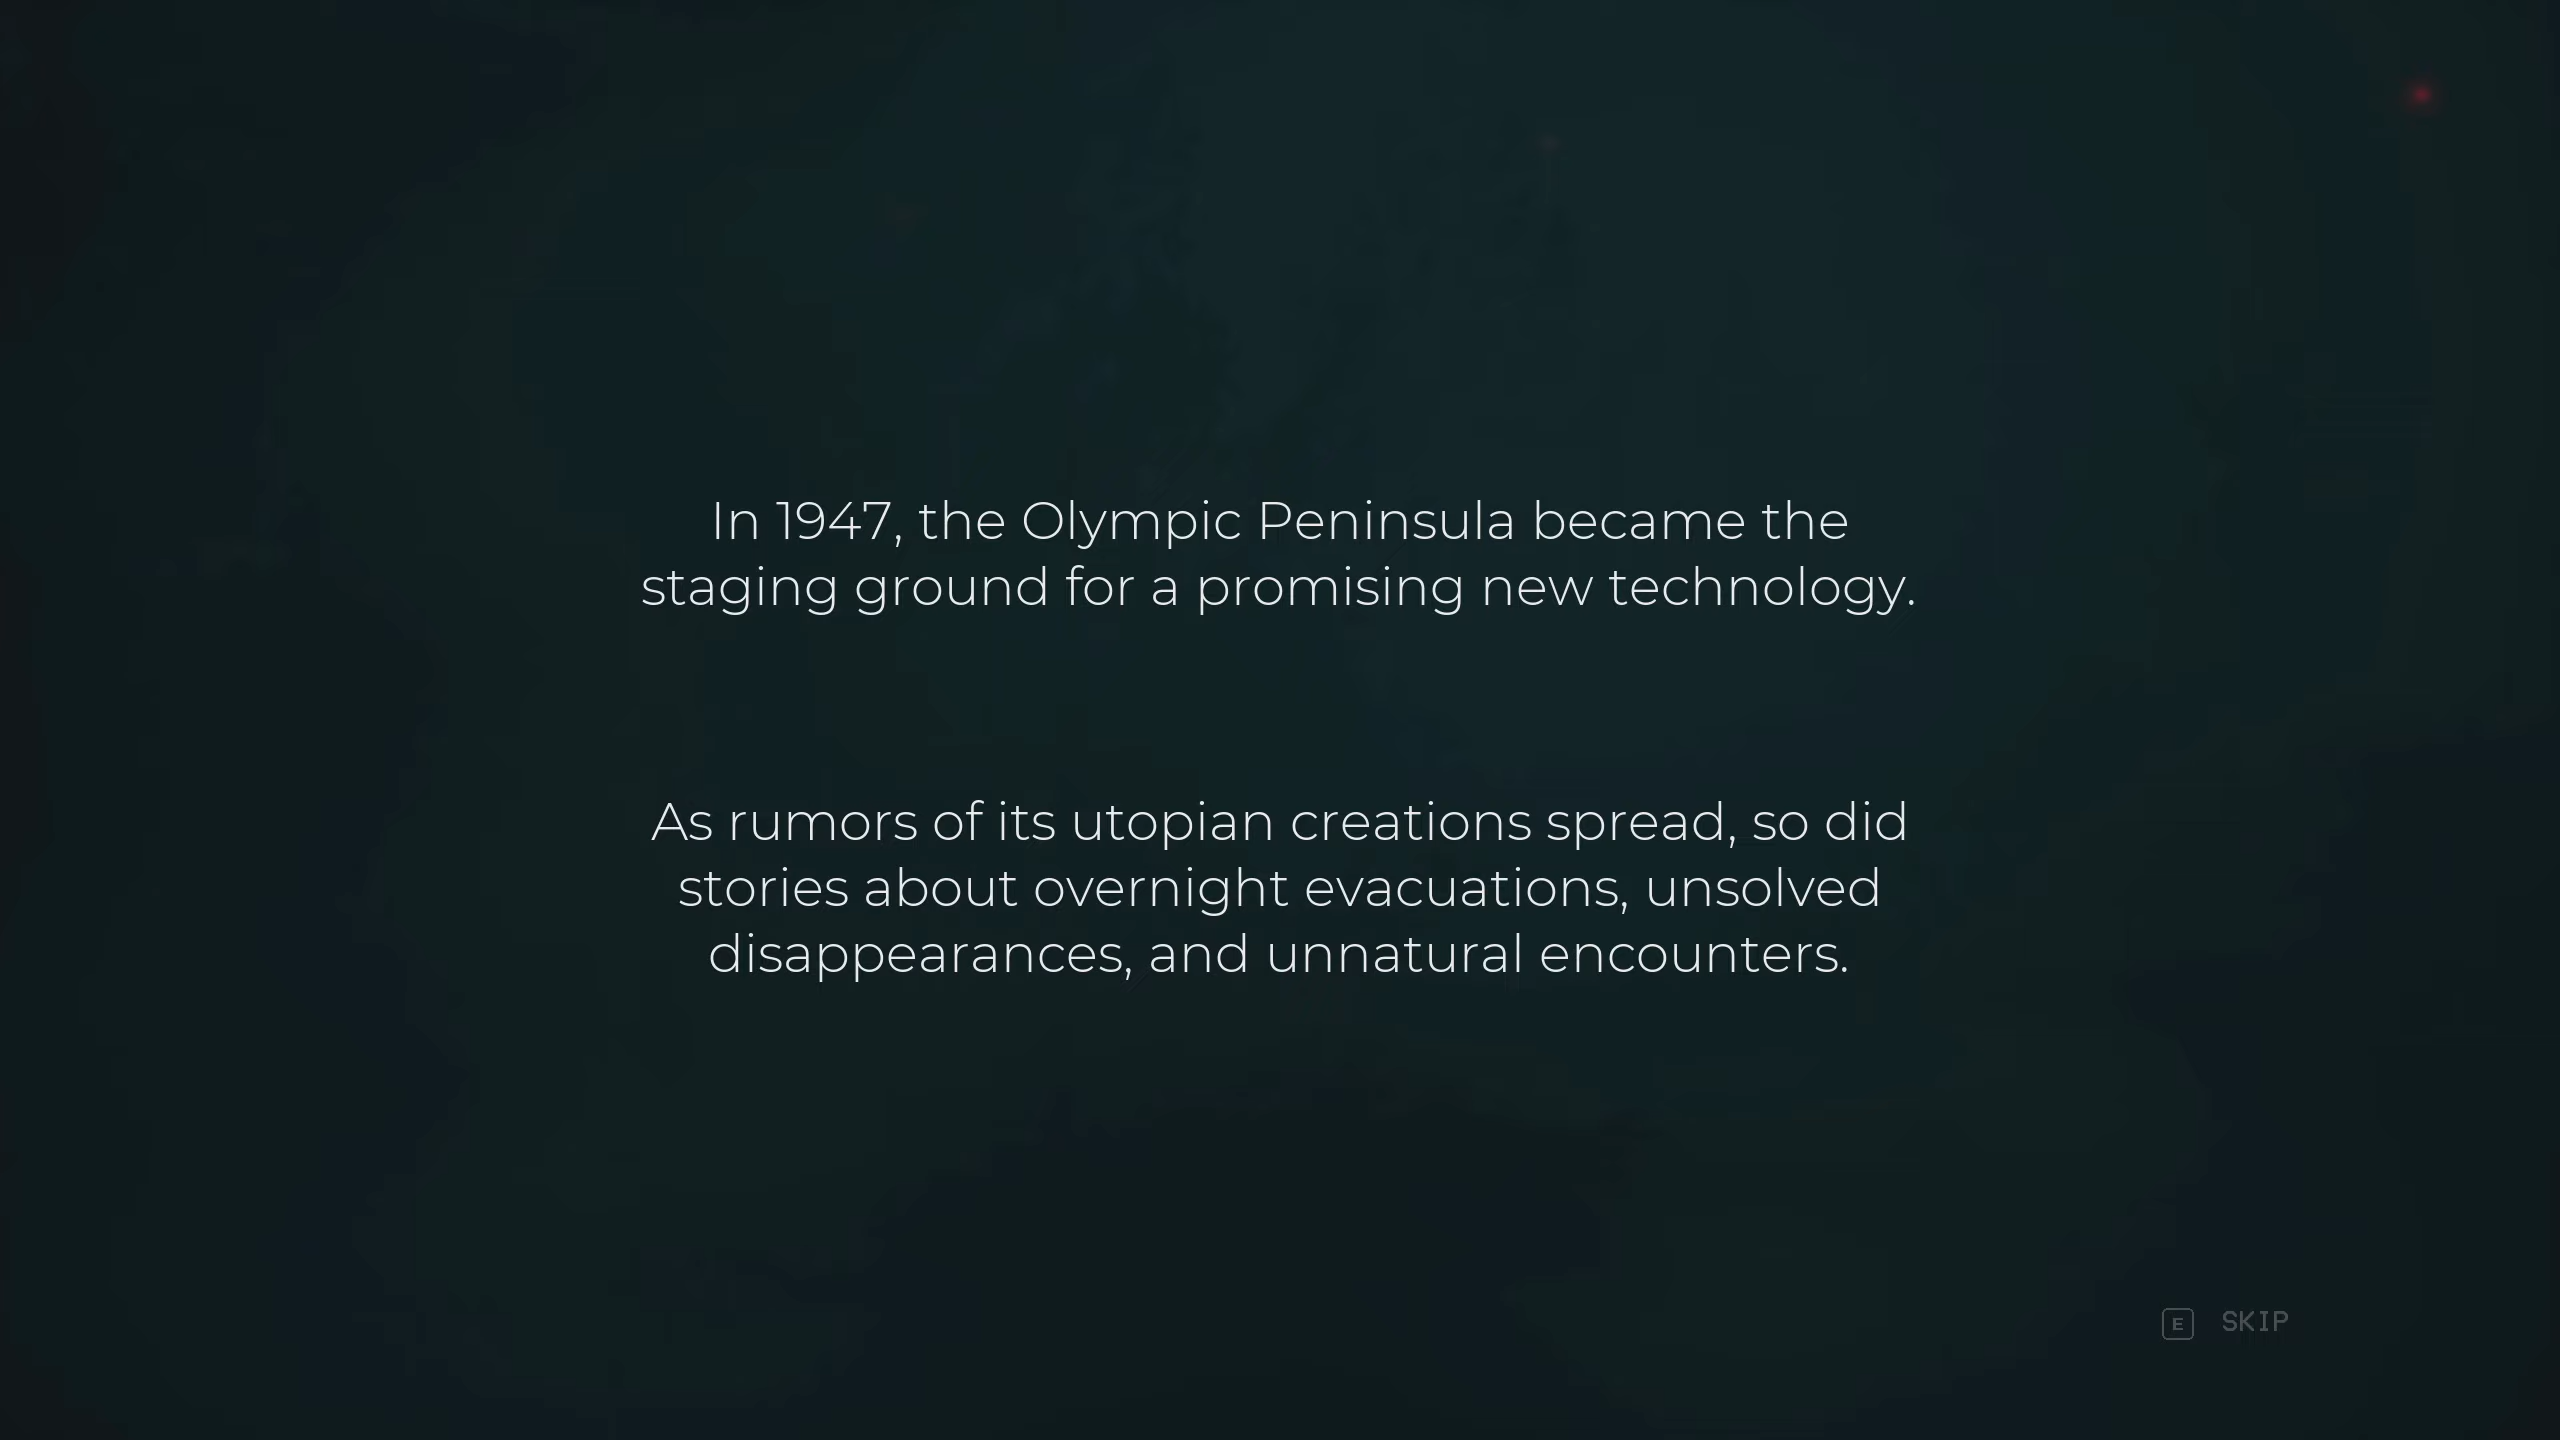 In 1947, the Olympic Peninsula became the
staging ground for a promising new technology.
As rumors of its utopian creations spread, so did
stories about overnight evacuations, unsolved
disappearances, and unnatural encounters.
E SKIP